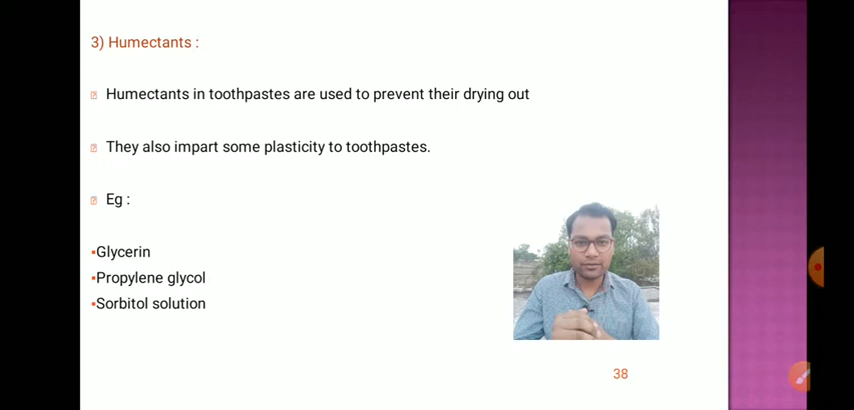 3) Humectants :
Humectants in toothpastes are used to prevent their drying out
They also impart some plasticity to toothpastes.
Eg :
▪Glycerin
▪Propylene glycol
▪Sorbitol solution
38